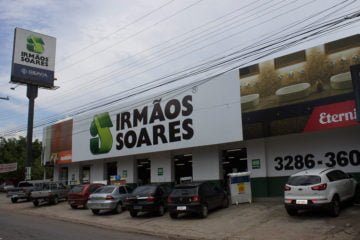 IRMÃOS
SOARES
IRMÃOS
SOARES
Eterni
3286-360